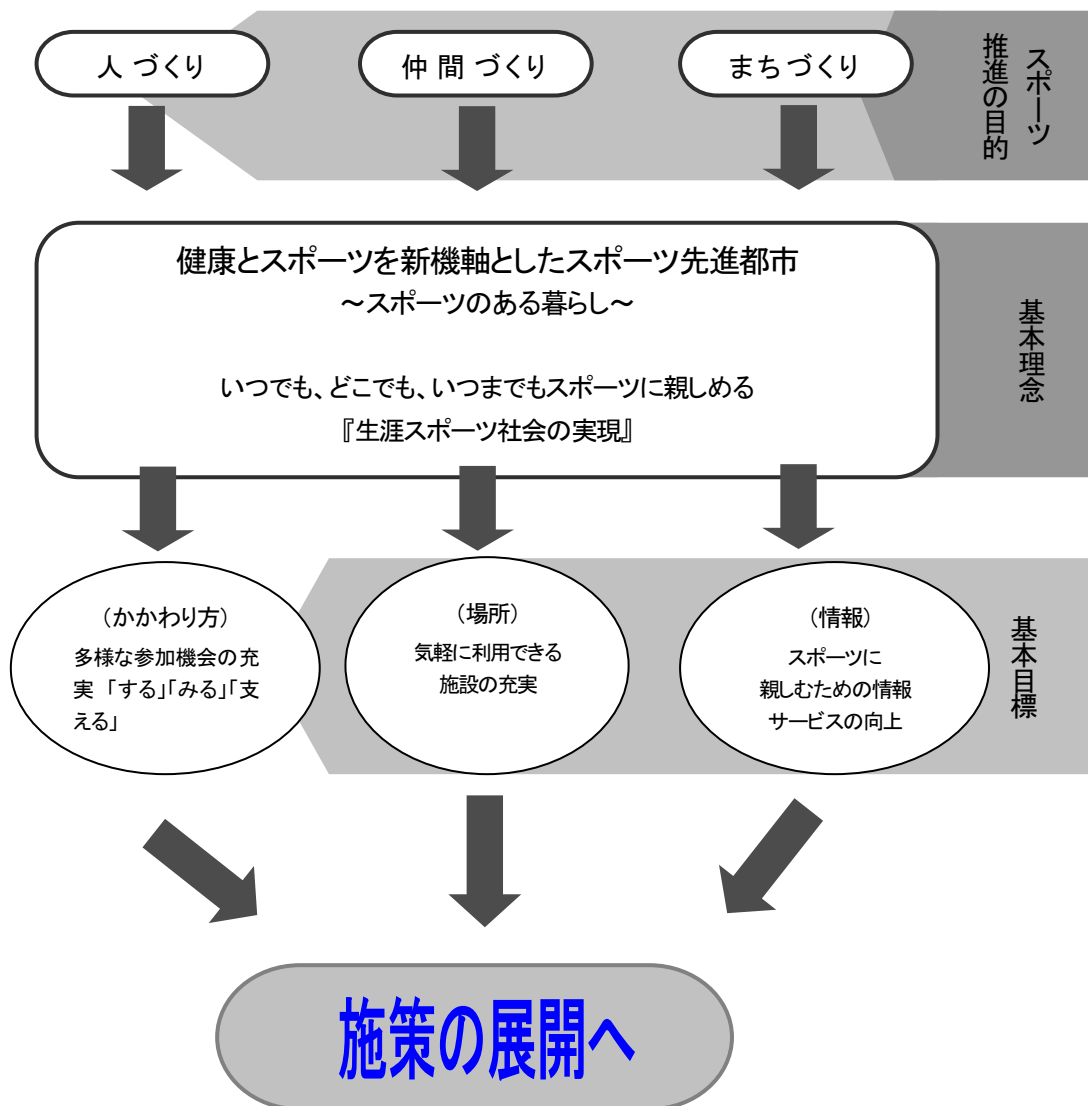 人 づくり
仲 間 づくり
まちづくり
スポーツ
推進の目的
健康とスポーツを新機軸としたスポーツ先進都市
～スポーツのある暮らし～
いつでも、どこでも、いつまでもスポーツに親しめる
『生涯スポーツ社会の実現』
基本理念
（かかわり方）
多様な参加機会の充
実 「する」「みる」「支
える」
（場所）
気軽に利用できる
施設の充実
（情報）
スポーツに
親しむための情報
サービスの向上
基本目標
施策の展開へ